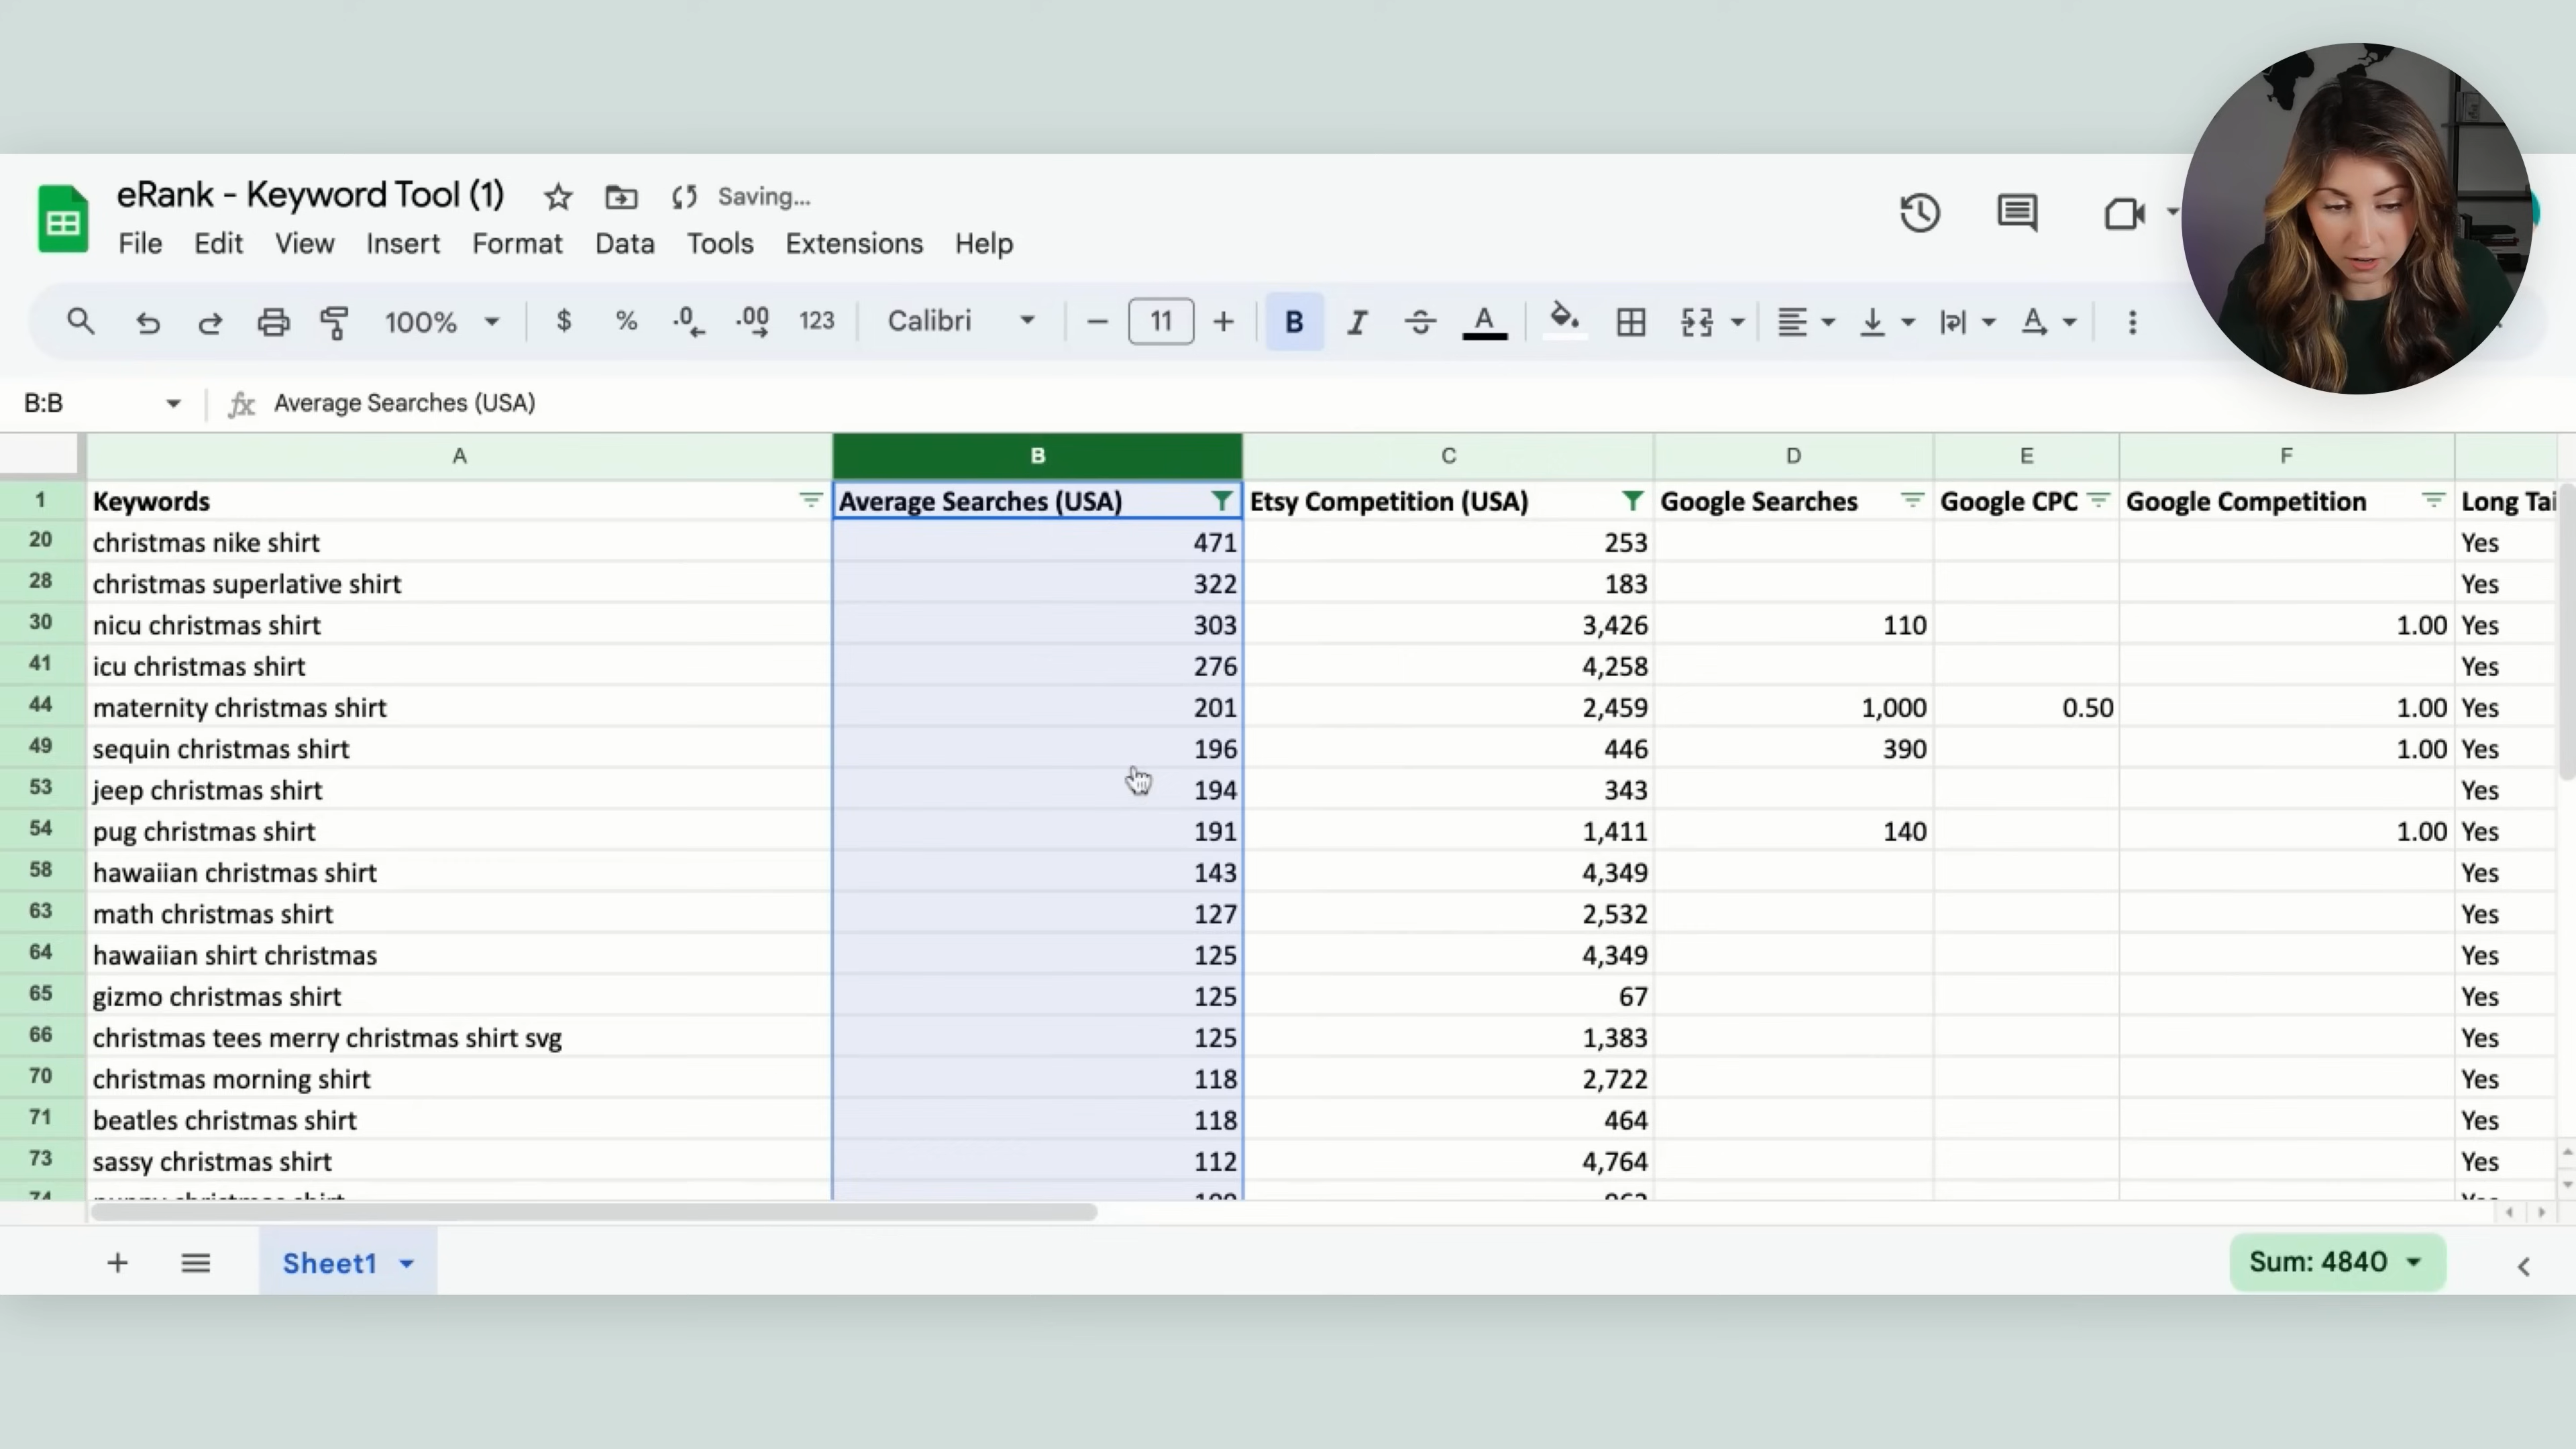 eRank - Keyword Tool (1) Saving...
File Edit View Insert Format Data Tools Extensions Help
100% $ % .0 .00 123 Calibri 11 B I S A
B:B fx Average Searches (USA)
A B C D E F
1 Keywords Average Searches (USA) Etsy Competition (USA) Google Searches Google CPC Google Competition Long Tai
20 christmas nike shirt 471 253 Yes
28 christmas superlative shirt 322 183 Yes
30 nicu christmas shirt 303 3,426 110 1.00 Yes
41 icu christmas shirt 276 4,258 Yes
44 maternity christmas shirt 201 2,459 1,000 0.50 1.00 Yes
49 sequin christmas shirt 196 446 390 1.00 Yes
53 jeep christmas shirt 194 343 Yes
54 pug christmas shirt 191 1,411 140 1.00 Yes
58 hawaiian christmas shirt 143 4,349 Yes
63 math christmas shirt 127 2,532 Yes
64 hawaiian shirt christmas 125 4,349 Yes
65 gizmo christmas shirt 125 67 Yes
66 christmas tees merry christmas shirt svg 125 1,383 Yes
70 christmas morning shirt 118 2,722 Yes
71 beatles christmas shirt 118 464 Yes
73 sassy christmas shirt 112 4,764 Yes
74 christmas shirt
Sheet1 Sum: 4840